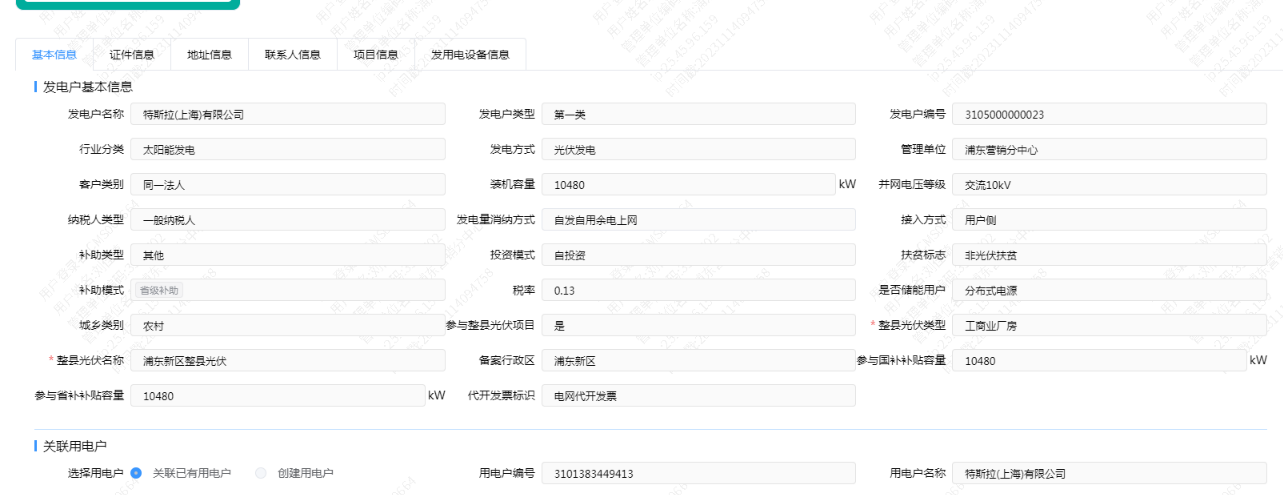 基本信息 证件信息 地址信息 联系人信息 项目信息 发用电设备信息
发电户基本信息
发电户名称 特斯拉(上海)有限公司 发电户类型 第一类 发电户编号 3105000000023
行业分类 太阳能发电 发电方式 光伏发电 管理单位 浦东营销分中心
客户类别 同一法人 装机容量 10480 kW 并网电压等级 交流10kV
纳税人类型 一般纳税人 发电量消纳方式 自发自用余电上网 接入方式 用户侧
补助类型 其他 投资模式 自投资 扶贫标志 非光伏扶贫
补助模式 省级补助 税率 0.13 是否储能用户 分布式电源
城乡类别 农村 参与整县光伏项目 是 * 整县光伏类型 工商业厂房
* 整县光伏名称 浦东新区整县光伏 备案行政区 浦东新区 参与国补补贴容量 10480 kW
参与省补补贴容量 10480 kW 代开发票标识 电网代开发票
关联用电户
选择用电户 关联已有用电户 创建用电户 用电户编号 3101383449413 用电户名称 特斯拉(上海)有限公司